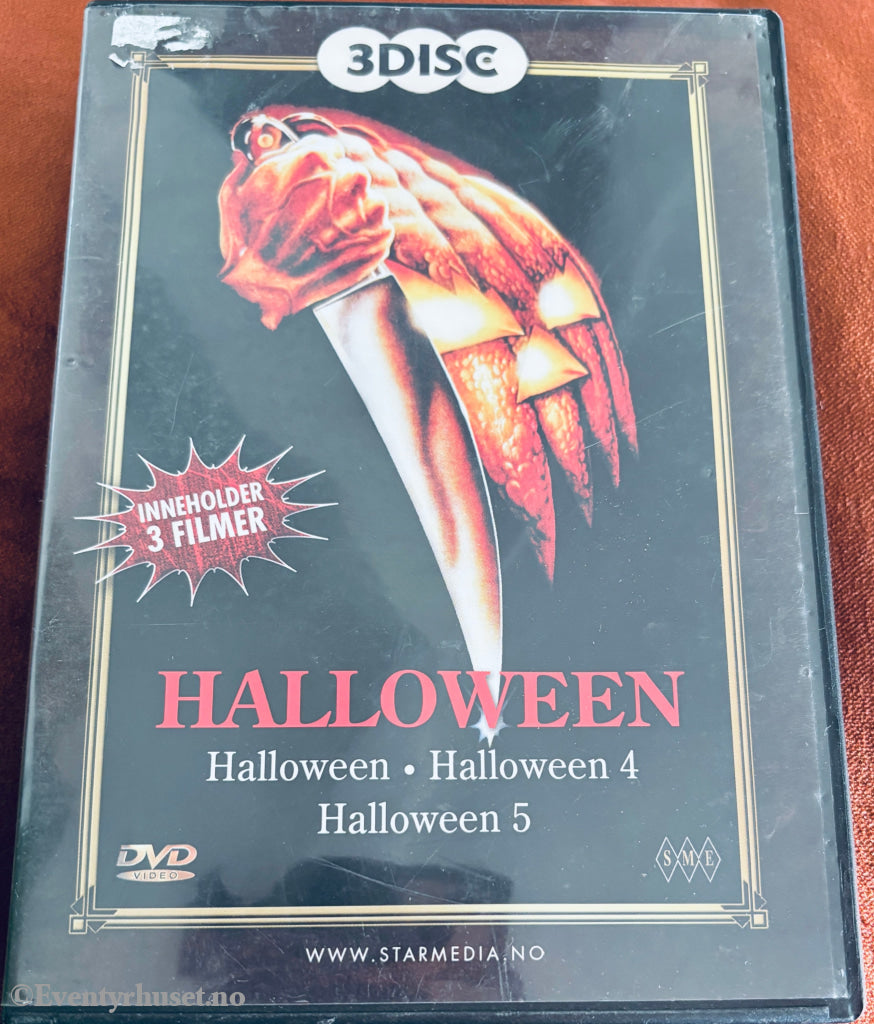 3DISC
INNEHOLDER
3 FILMER
HALLOWEEN
Halloween • Halloween 4
Halloween 5
DVD
VIDEO
S M E
WWW.STARMEDIA.NO
©Eventyrhuset.no